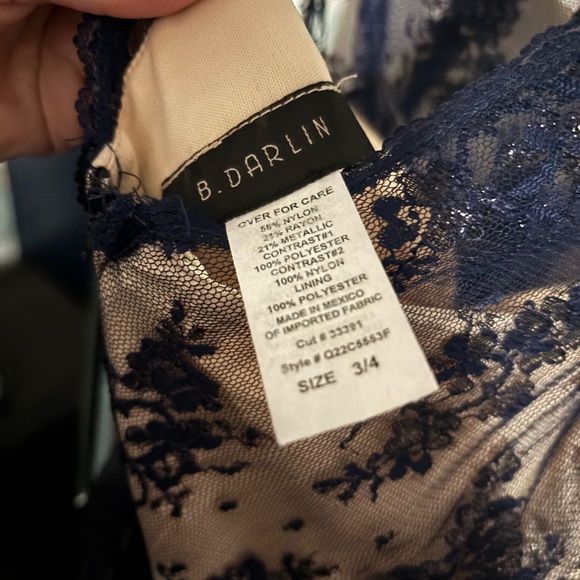 B. DARLIN
OVER FOR CARE
58% NYLON
21% RAYON
21% METALLIC
CONTRAST#1
100% POLYESTER
CONTRAST#2
100% NYLON
LINING
100% POLYESTER
MADE IN MEXICO
OF IMPORTED FABRIC
Cut # 33391
Style # Q22C5553F
SIZE 3/4